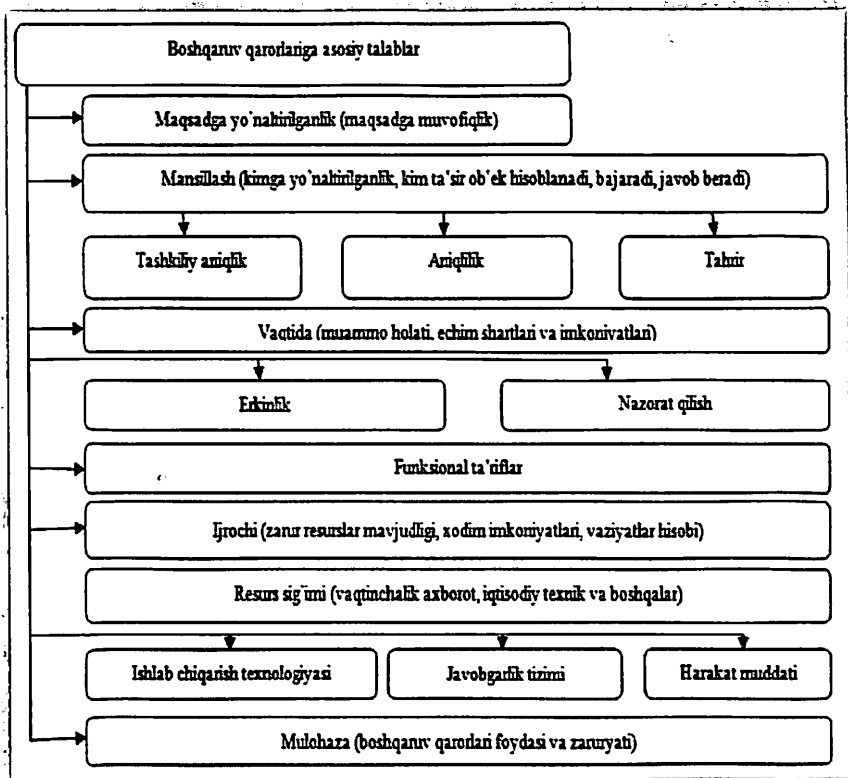 Boshqaruv qarorlariga asosiy talablar
Maqsadga yo`naltirilganlik (maqsadga muvofiqlik)
Mansillash (kimga yo`naltirilganlik, kim ta'sir ob'ek hisoblanadi, bajaradi, javob beradi)
Tashkiliy aniqlik
Aniqlilik
Tahrir
Vaqtida (muammo holati, echim shartlari va imkoniyatlari)
Erkinlik
Nazorat qilish
Funksional ta'riflar
Ijrochi (zarur resurslar mavjudligi, xodim imkoniyatlari, vaziyatlar hisobi)
Resurs sig`imi (vaqtinchalik axborot, iqtisodiy texnik va boshqalar)
Ishlab chiqarish texnologiyasi
Javobgarlik tizimi
Harakat muddati
Mulohaza (boshqaruv qarorlari foydasi va zaruryati)